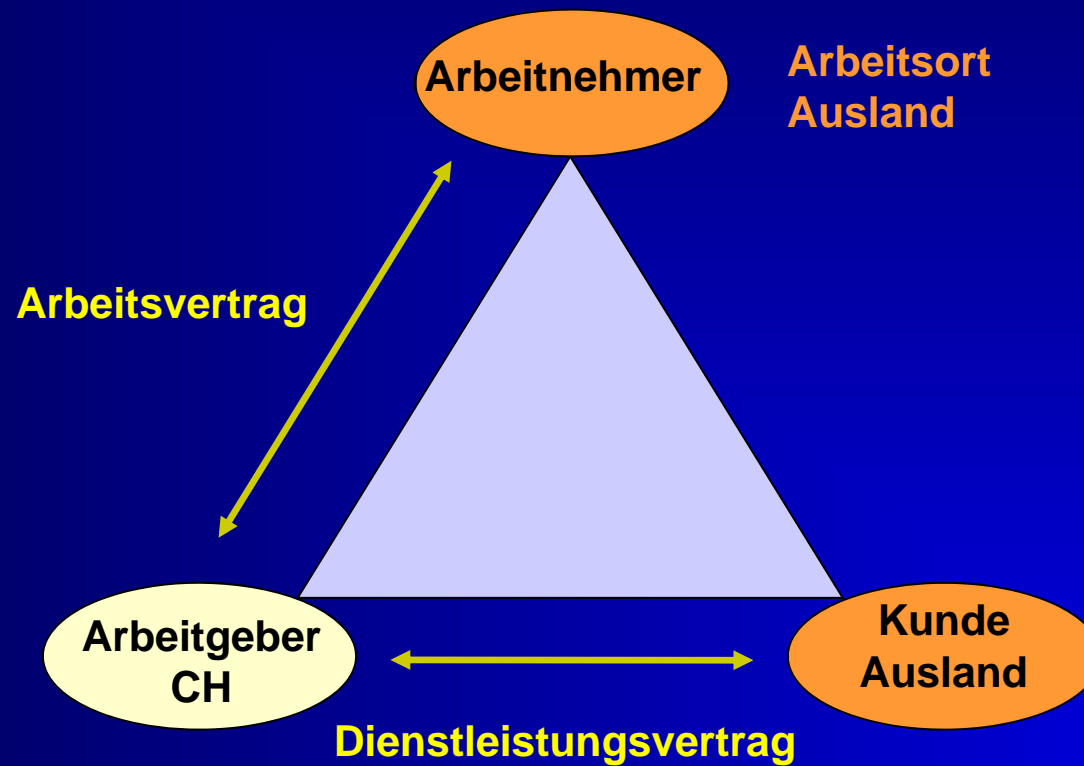 Arbeitnehmer
Arbeitsort
Ausland
Arbeitsvertrag
Arbeitgeber
CH
Kunde
Ausland
Dienstleistungsvertrag